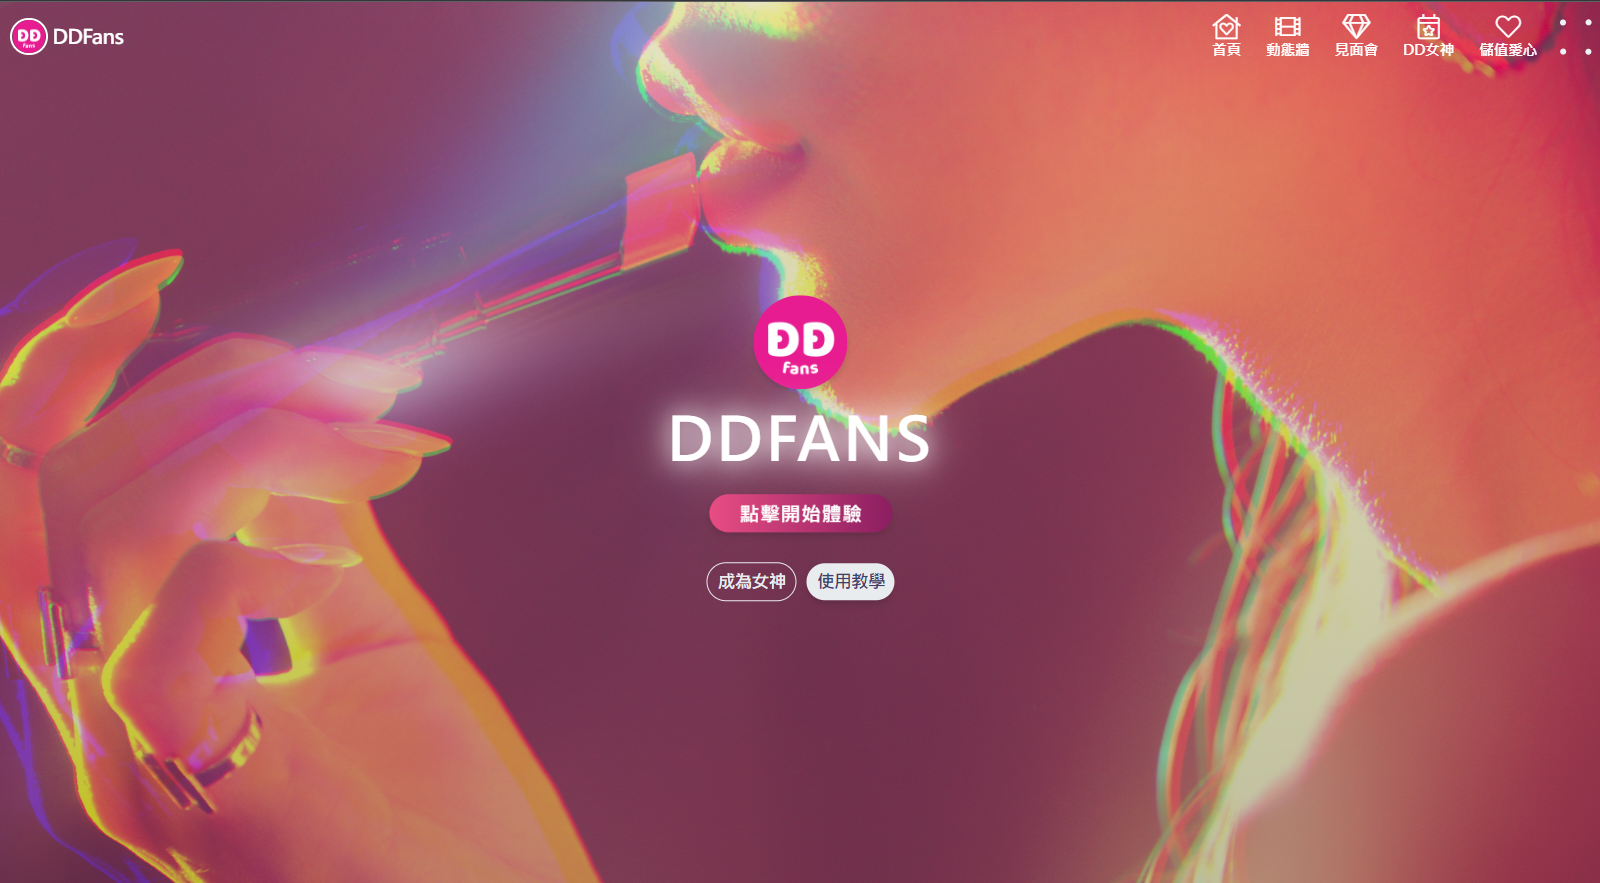 DD
fans
DDFans
首頁
動態牆
見面會
DD女神
儲值愛心
DD
fans
DDFANS
點擊開始體驗
成為女神
使用教學